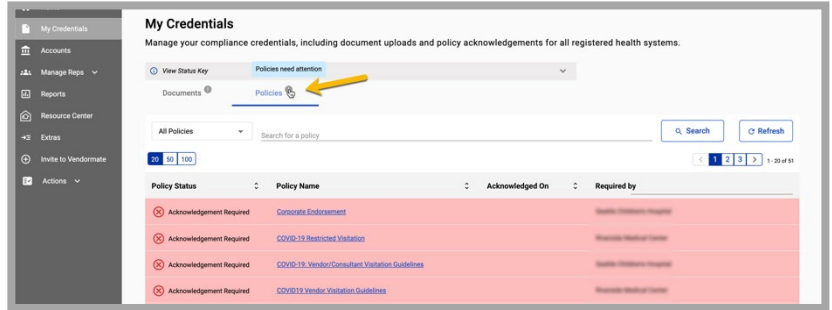 My Credentials
Accounts
Manage Reps
Reports
Resource Center
Extras
Invite to Vendormate
Actions
My Credentials
Manage your compliance credentials, including document uploads and policy acknowledgements for all registered health systems.
View Status Key
Policies need attention
Documents
Policies
All Policies
Search for a policy
Search
Refresh
20 50 100
1 2 3 1 - 20 of 51
Policy Status Policy Name Acknowledged On Required by
Acknowledgement Required Corporate Endorsement
Acknowledgement Required COVID-19 Restricted Visitation
Acknowledgement Required COVID-19: Vendor/Consultant Visitation Guidelines
Acknowledgement Required COVID19 Vendor Visitation Guidelines